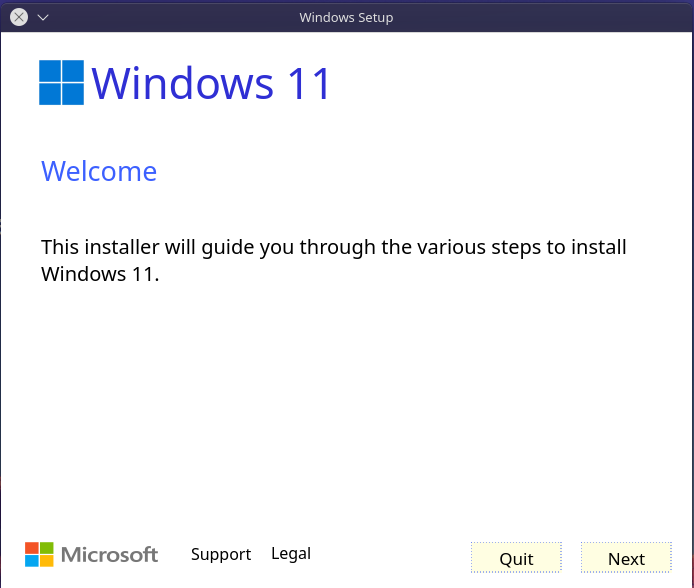 Windows Setup
Windows 11
Welcome
This installer will guide you through the various steps to install
Windows 11.
Microsoft
Support
Legal
Quit
Next